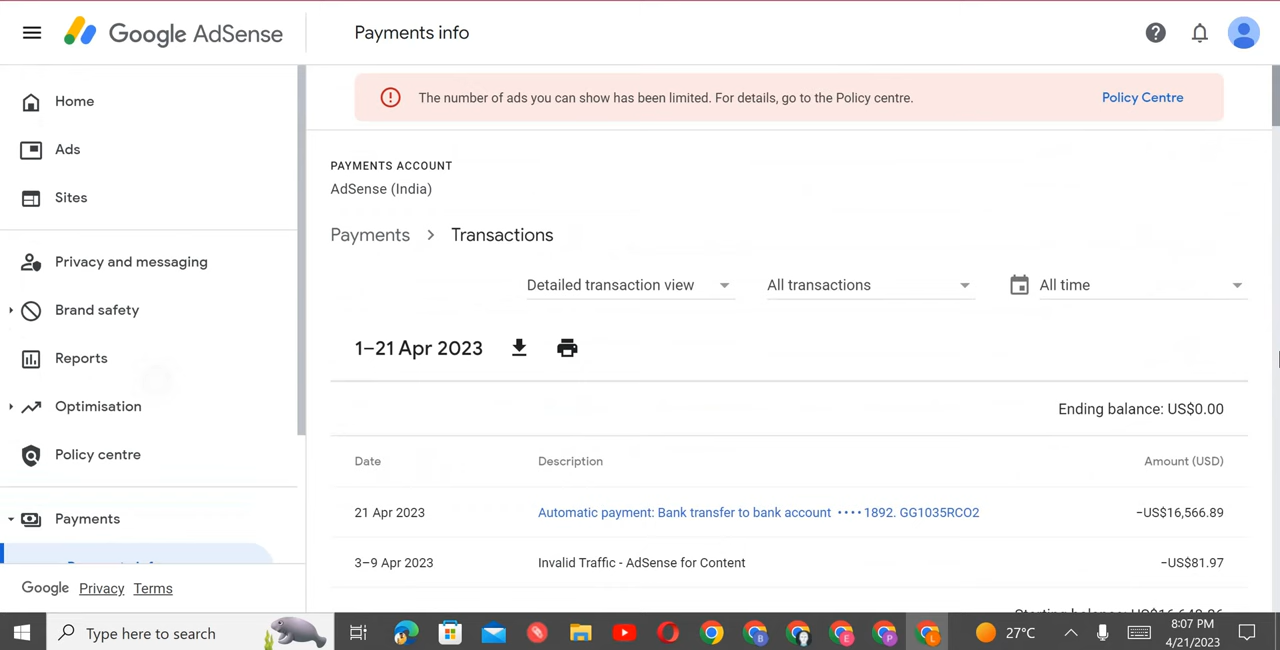 Google AdSense
Payments info
The number of ads you can show has been limited. For details, go to the Policy centre.
Policy Centre
Home
Ads
Sites
Privacy and messaging
Brand safety
Reports
Optimisation
Policy centre
Payments
Google Privacy Terms
PAYMENTS ACCOUNT
AdSense (India)
Payments > Transactions
Detailed transaction view
All transactions
All time
1–21 Apr 2023
Ending balance: US$0.00
Date Description Amount (USD)
21 Apr 2023 Automatic payment: Bank transfer to bank account ••••1892. GG1035RCO2 −US$16,566.89
3–9 Apr 2023 Invalid Traffic - AdSense for Content −US$81.97
Type here to search
B
E
P
L
27°C
8:07 PM
4/21/2023